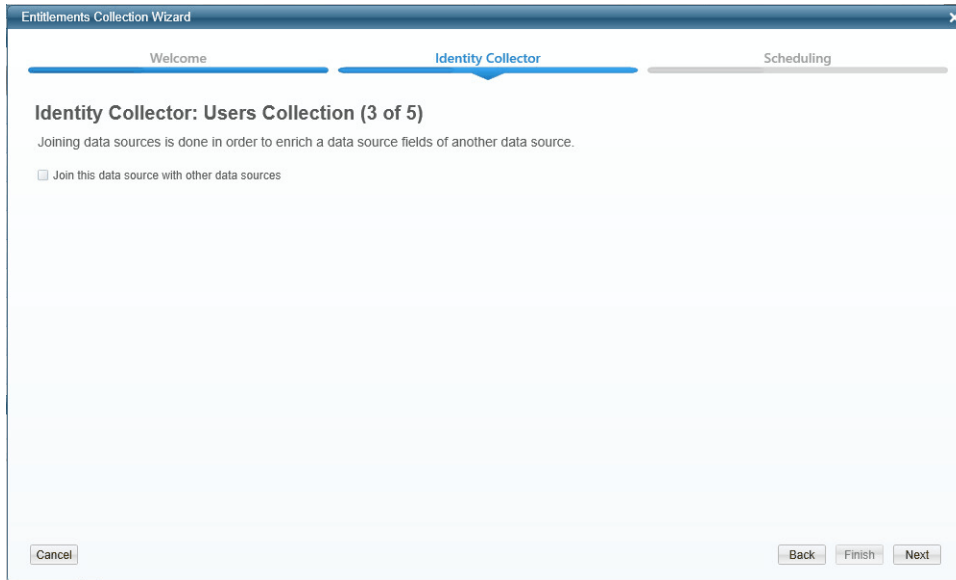 Entitlements Collection Wizard
Welcome
Identity Collector
Scheduling
Identity Collector: Users Collection (3 of 5)
Joining data sources is done in order to enrich a data source fields of another data source.
Join this data source with other data sources
Cancel
Back
Finish
Next